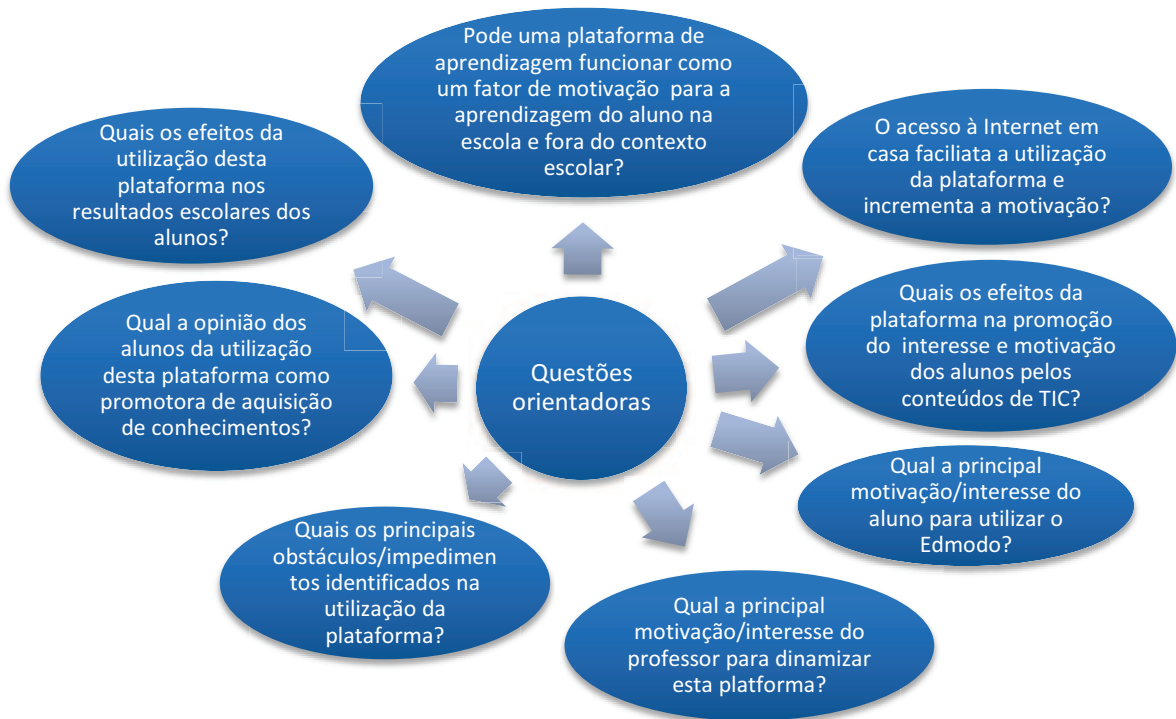 Pode uma plataforma de
aprendizagem funcionar como
um fator de motivação para a
aprendizagem do aluno na
escola e fora do contexto
escolar?
O acesso à Internet em
casa faciliata a utilização
da plataforma e
incrementa a motivação?
Quais os efeitos da
plataforma na promoção
do interesse e motivação
dos alunos pelos
conteúdos de TIC?
Qual a principal
motivação/interesse do
aluno para utilizar o
Edmodo?
Qual a principal
motivação/interesse do
professor para dinamizar
esta platforma?
Quais os principais
obstáculos/impedimen
tos identificados na
utilização da
plataforma?
Qual a opinião dos
alunos da utilização
desta plataforma como
promotora de aquisição
de conhecimentos?
Quais os efeitos da
utilização desta
plataforma nos
resultados escolares dos
alunos?
Questões
orientadoras